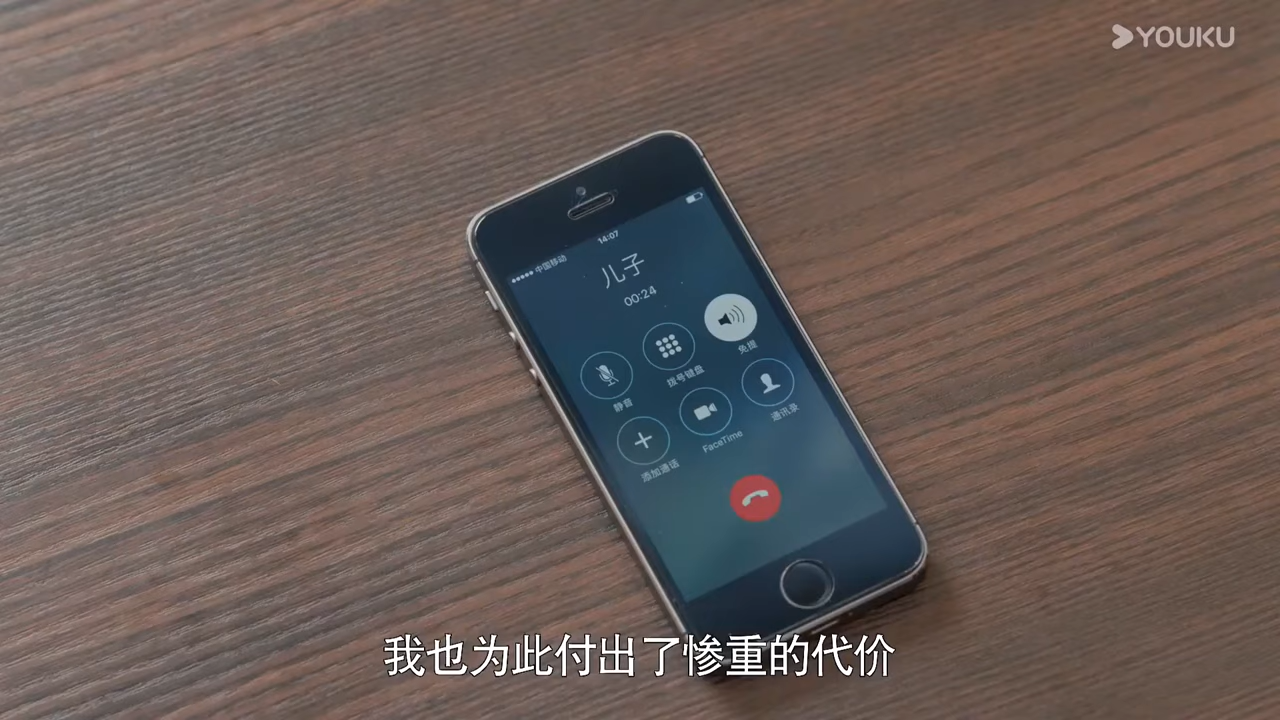 YOUKU
14:07
中国移动
儿子
00:24
静音
拨号键盘
免提
添加通话
FaceTime
通讯录
我也为此付出了惨重的代价